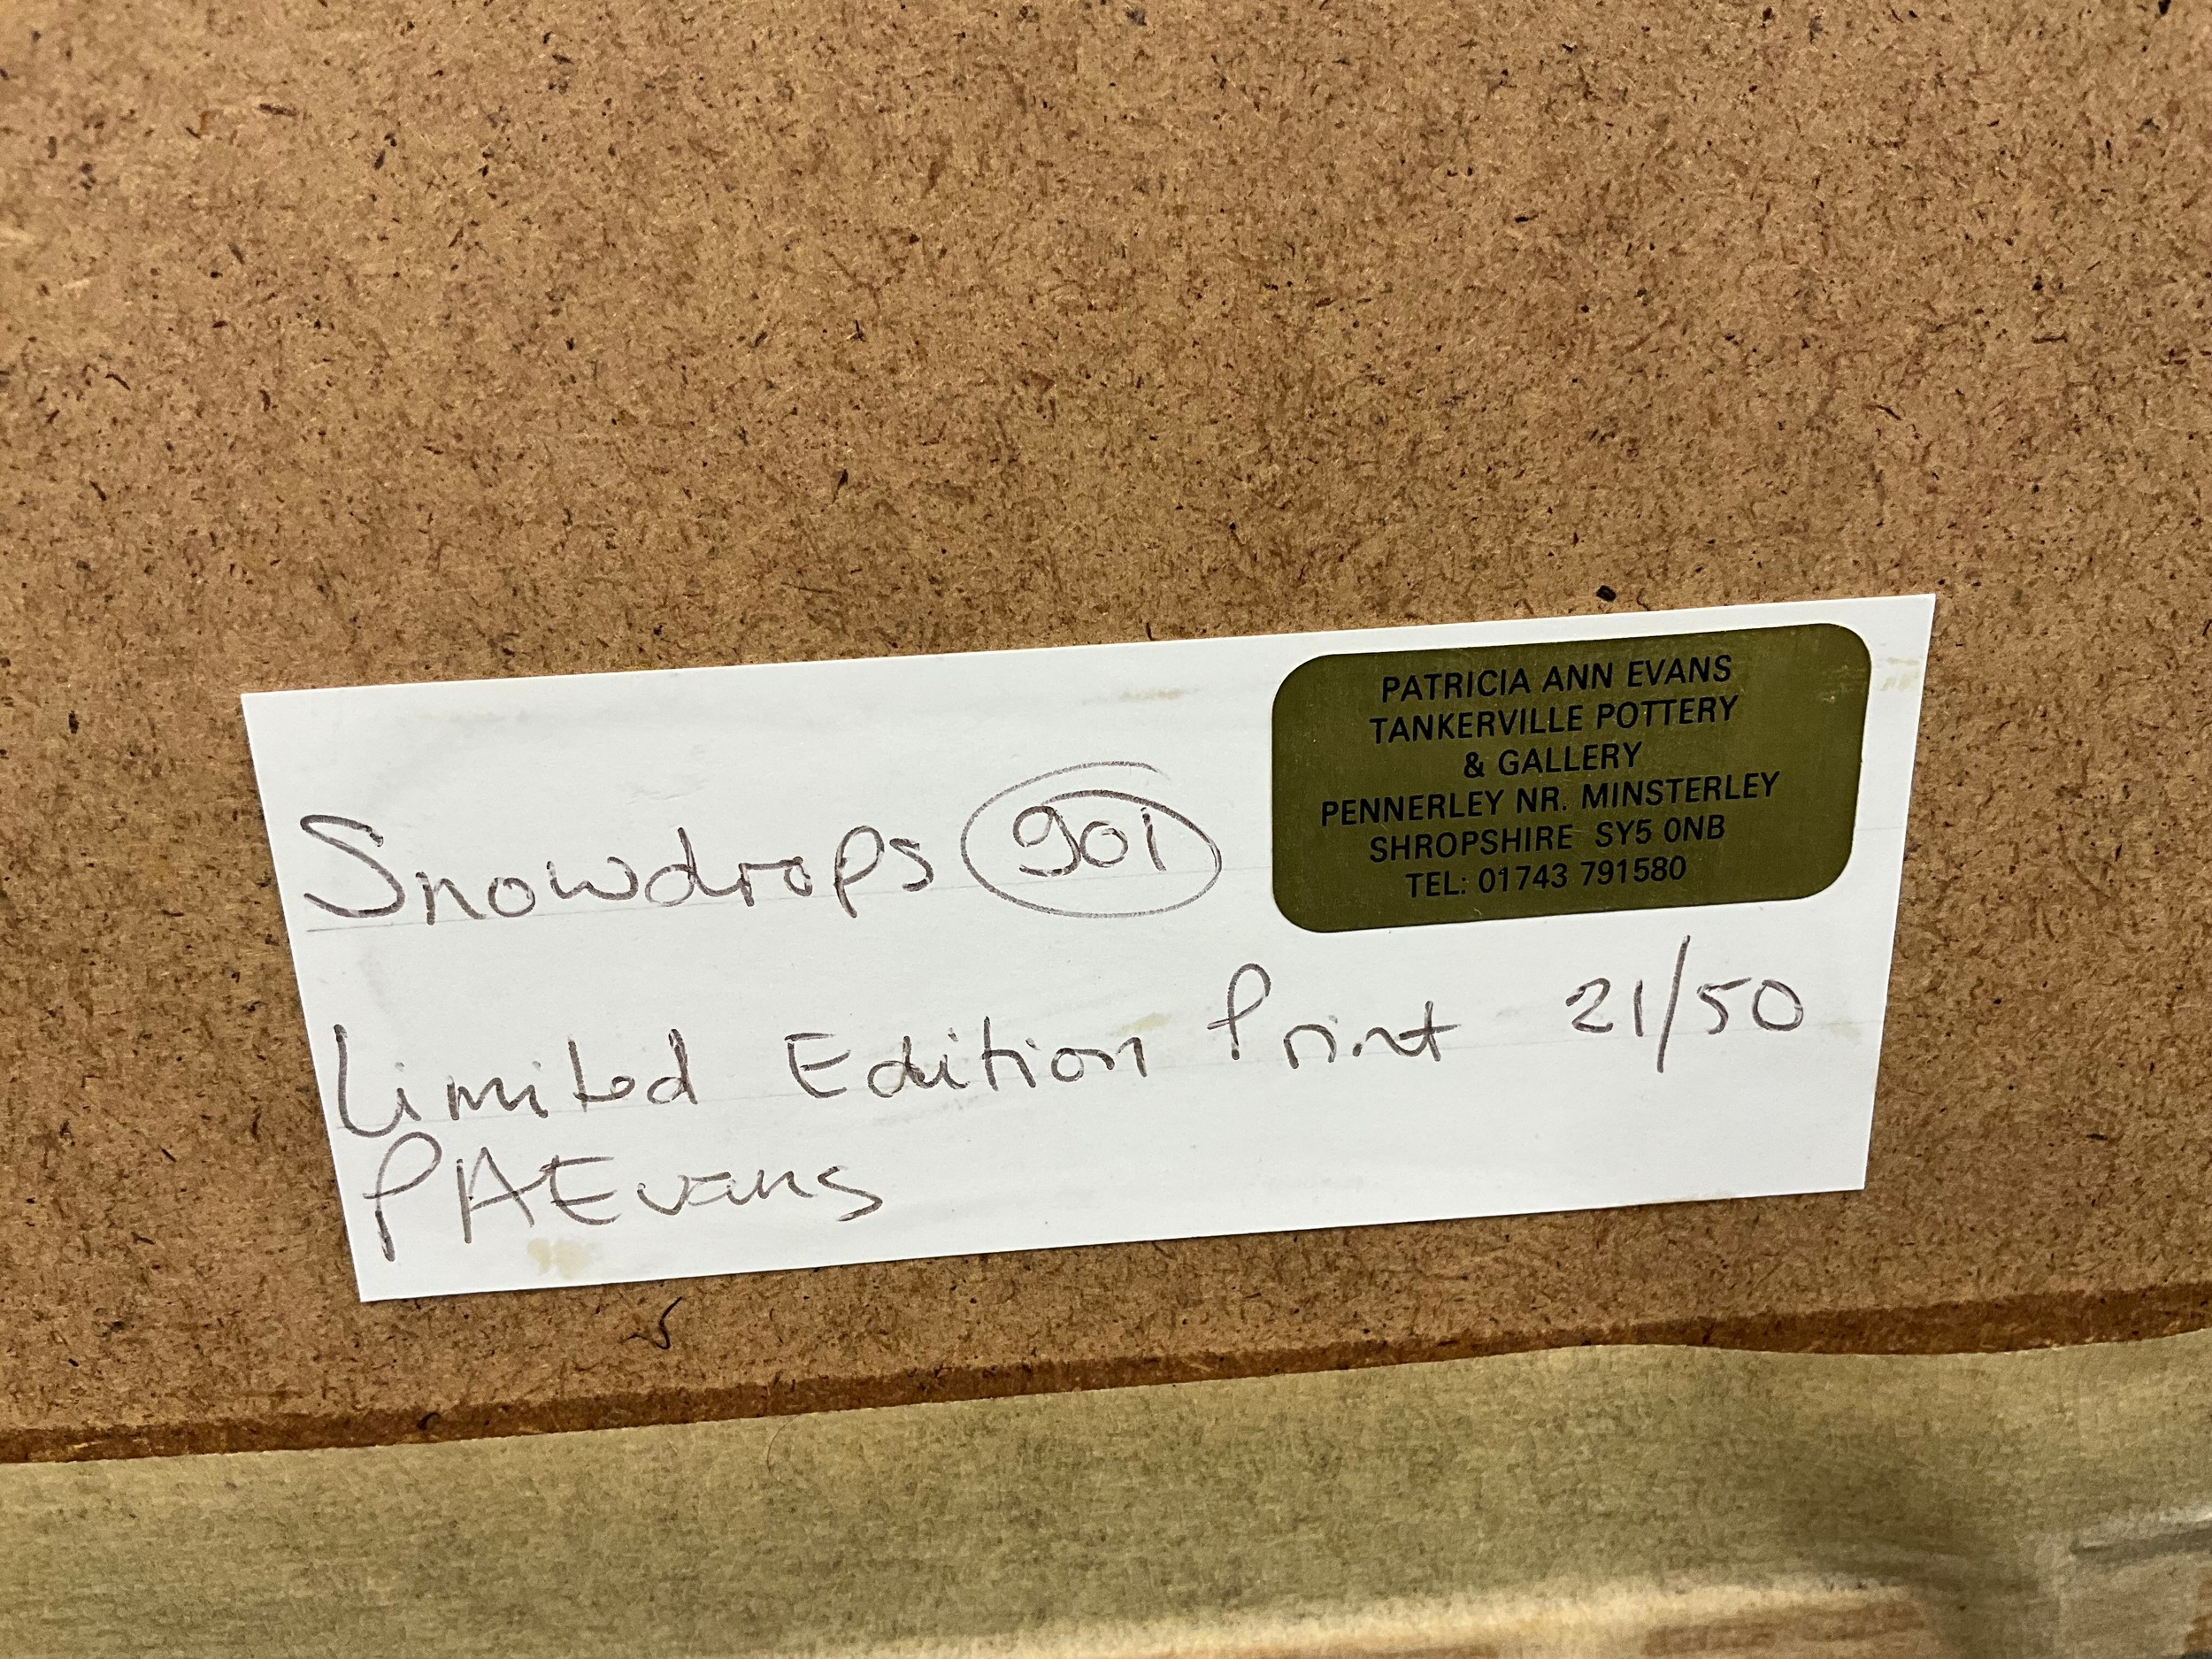 PATRICIA ANN EVANS
TANKERVILLE POTTERY
& GALLERY
PENNERLEY NR. MINSTERLEY
SHROPSHIRE SY5 0NB
TEL: 01743 791580
Snowdrops 901
Limited Edition Print 21/50
PAEvans